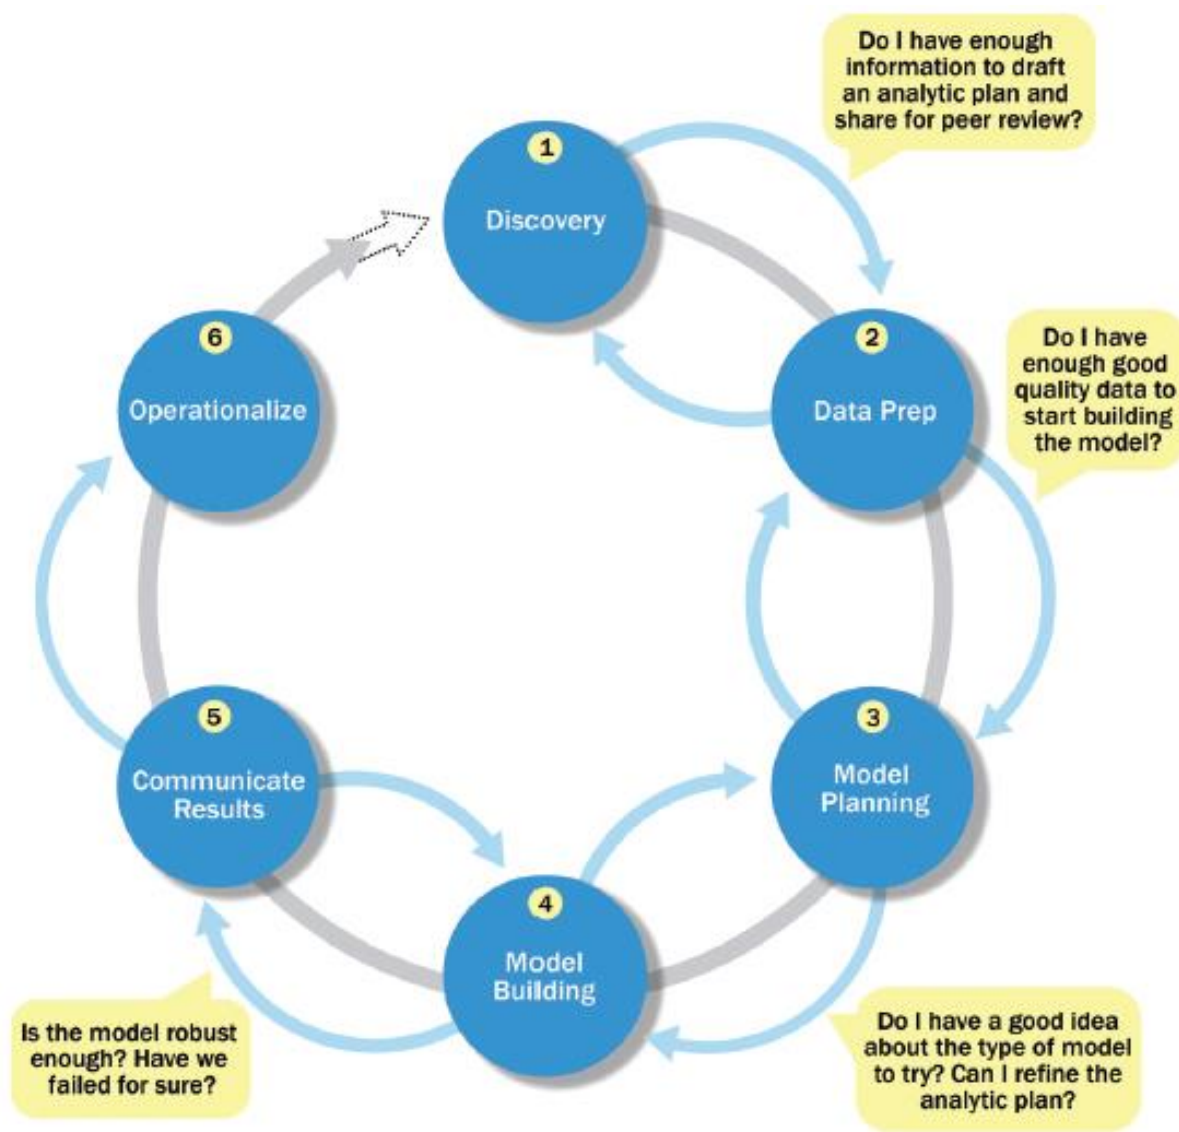 Do I have enough
information to draft
an analytic plan and
share for peer review?
1
Discovery
6
Operationalize
2
Data Prep
Do I have
enough good
quality data to
start building
the model?
5
Communicate
Results
3
Model
Planning
4
Model
Building
Is the model robust
enough? Have we
failed for sure?
Do I have a good idea
about the type of model
to try? Can I refine the
analytic plan?